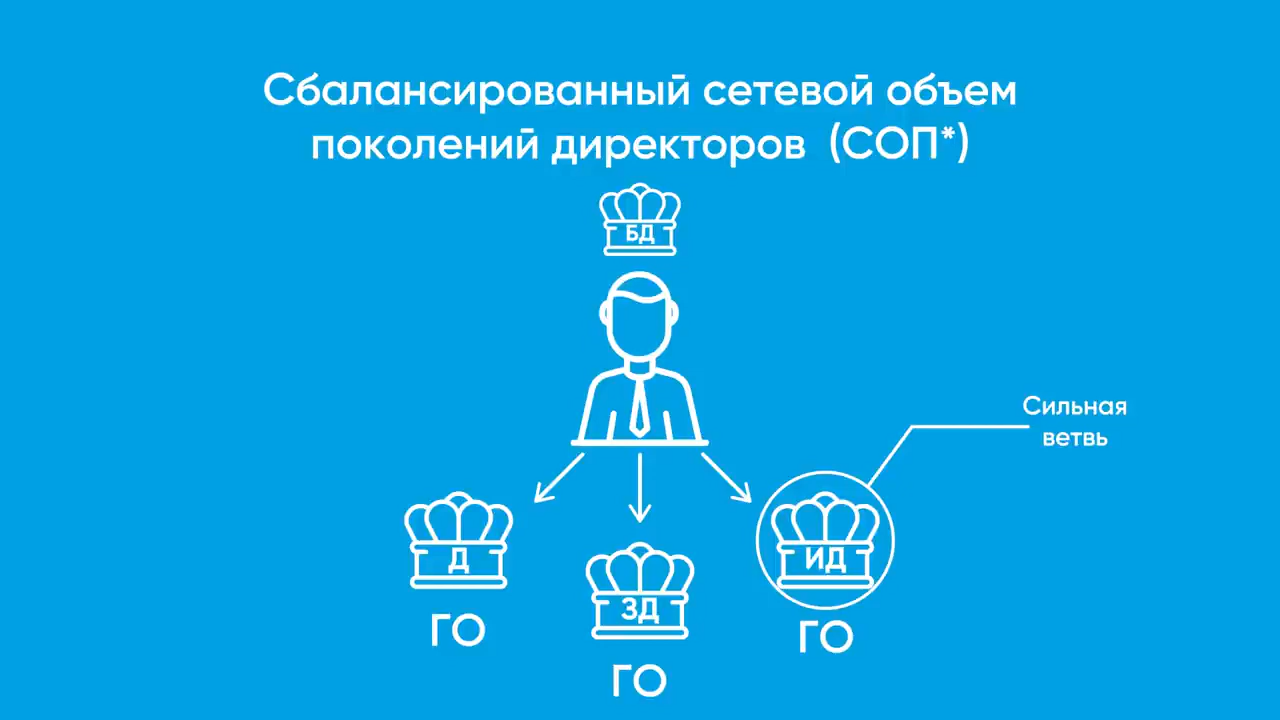 Сбалансированный сетевой объем
поколений директоров (СОП*)
БД
Сильная
ветвь
Д
ИД
ЗД
ГО
ГО
ГО